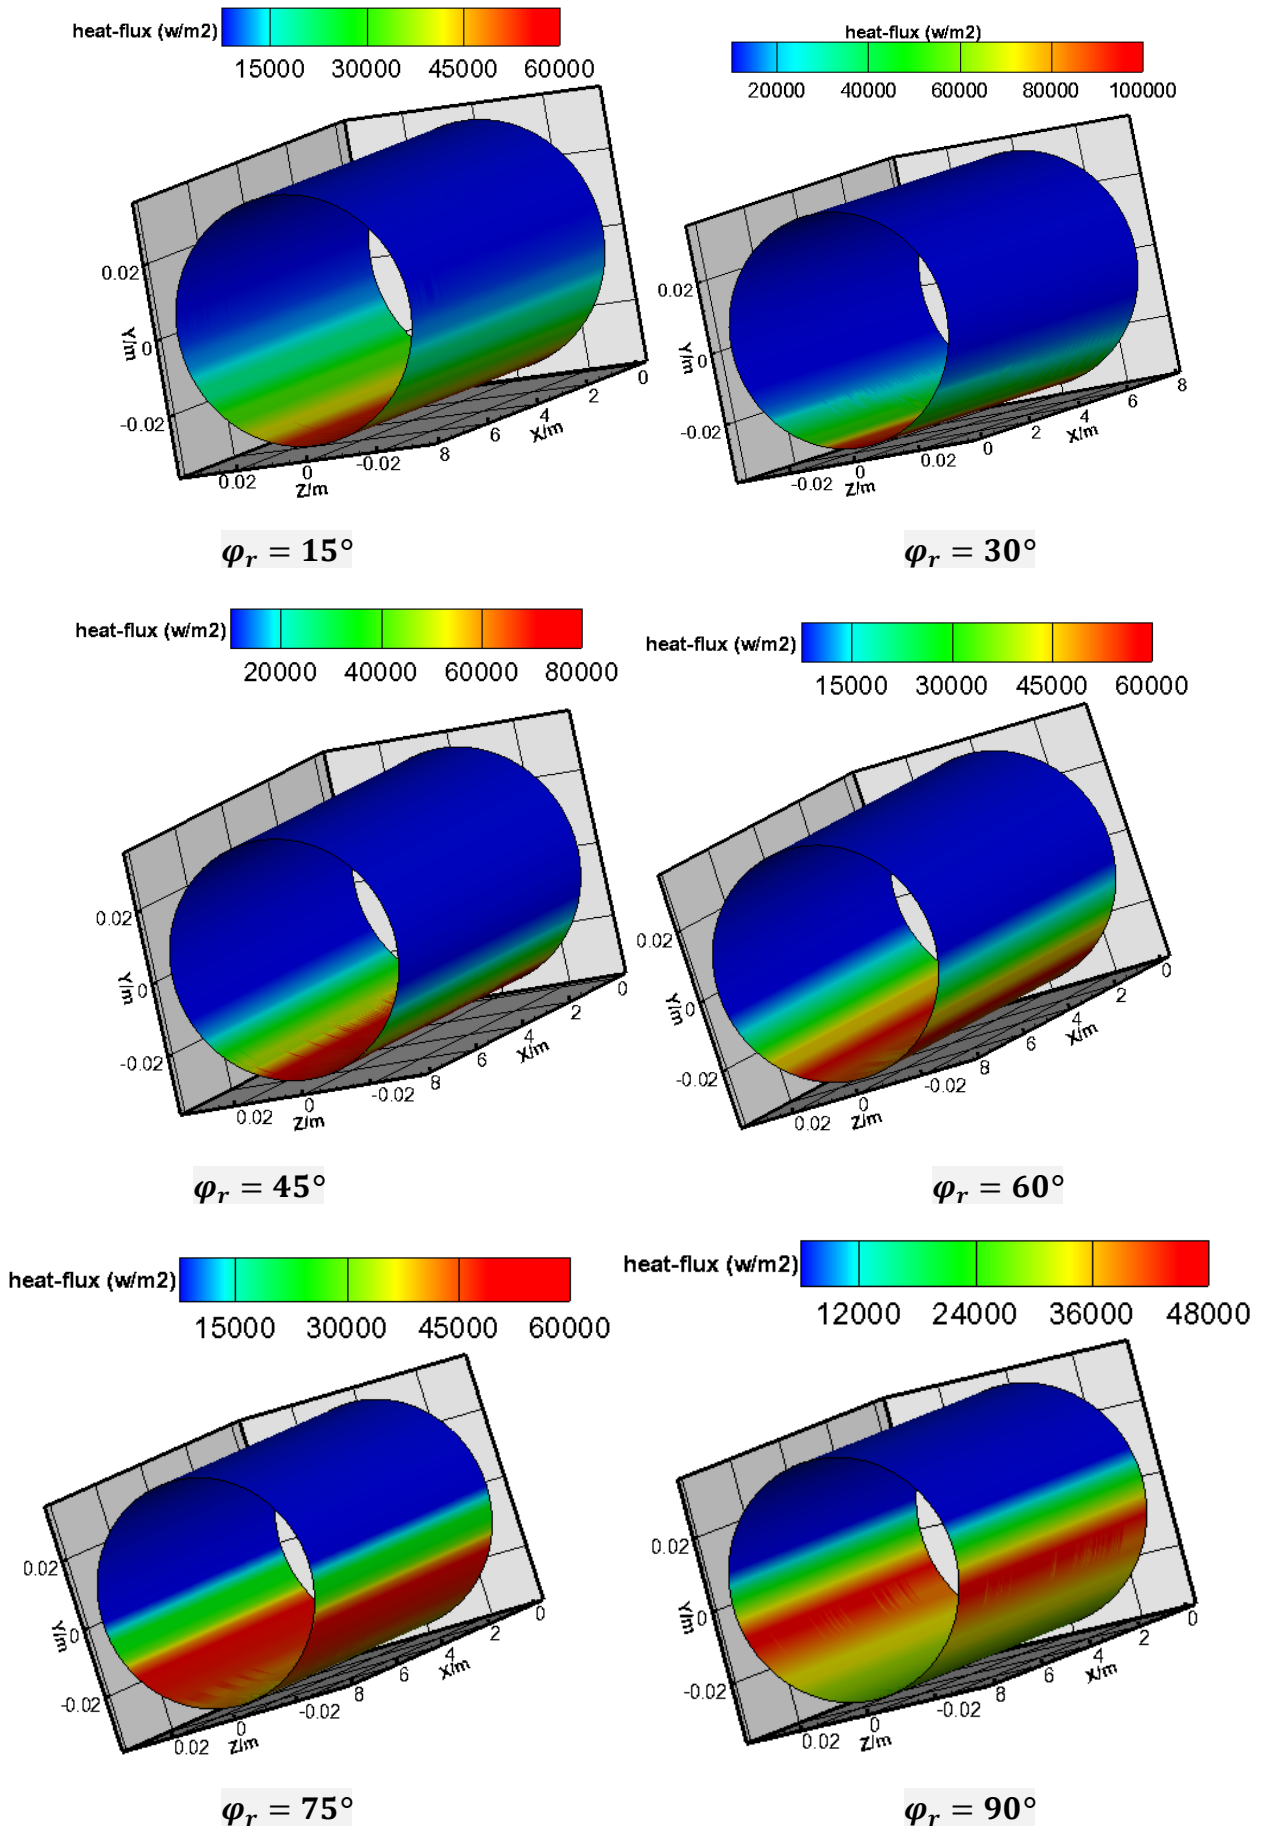 heat-flux (w/m2)
15000 30000 45000 60000
0.02
0
-0.02
Y/m
0.02 0 -0.02
Z/m
8 6 4 2 0
X/m
φr = 15°
heat-flux (w/m2)
20000 40000 60000 80000 100000
0.02
0
-0.02
Y/m
-0.02 0 0.02
Z/m
0 2 4 6 8
X/m
φr = 30°
heat-flux (w/m2)
20000 40000 60000 80000
0.02
0
-0.02
Y/m
0.02 0 -0.02
Z/m
8 6 4 2 0
X/m
φr = 45°
heat-flux (w/m2)
15000 30000 45000 60000
0.02
0
-0.02
Y/m
0.02 0 -0.02
Z/m
8 6 4 2 0
X/m
φr = 60°
heat-flux (w/m2)
15000 30000 45000 60000
0.02
0
-0.02
Y/m
0.02 0 -0.02
Z/m
8 6 4 2 0
X/m
φr = 75°
heat-flux (w/m2)
12000 24000 36000 48000
0.02
0
-0.02
Y/m
0.02 0 -0.02
Z/m
8 6 4 2 0
X/m
φr = 90°